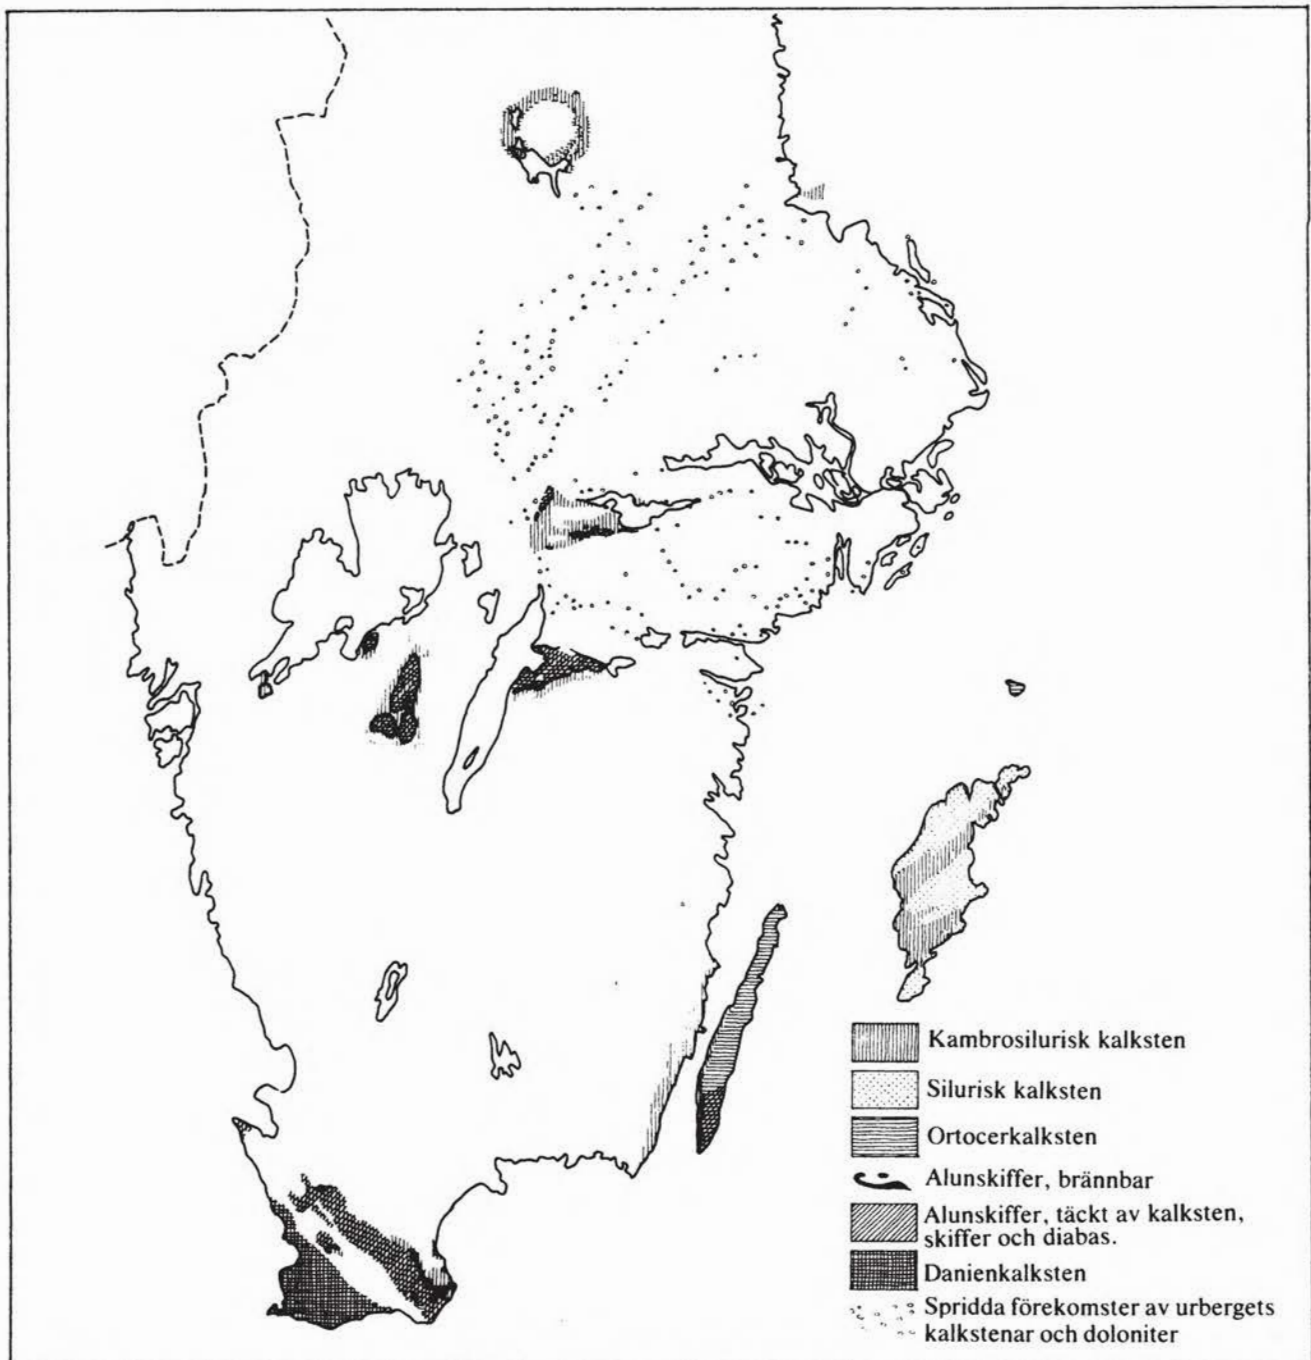 Kambrosilurisk kalksten
Silurisk kalksten
Ortocerkalksten
Alunskiffer, brännbar
Alunskiffer, täckt av kalksten,
skiffer och diabas.
Danienkalksten
Spridda förekomster av urbergets
kalkstenar och doloniter